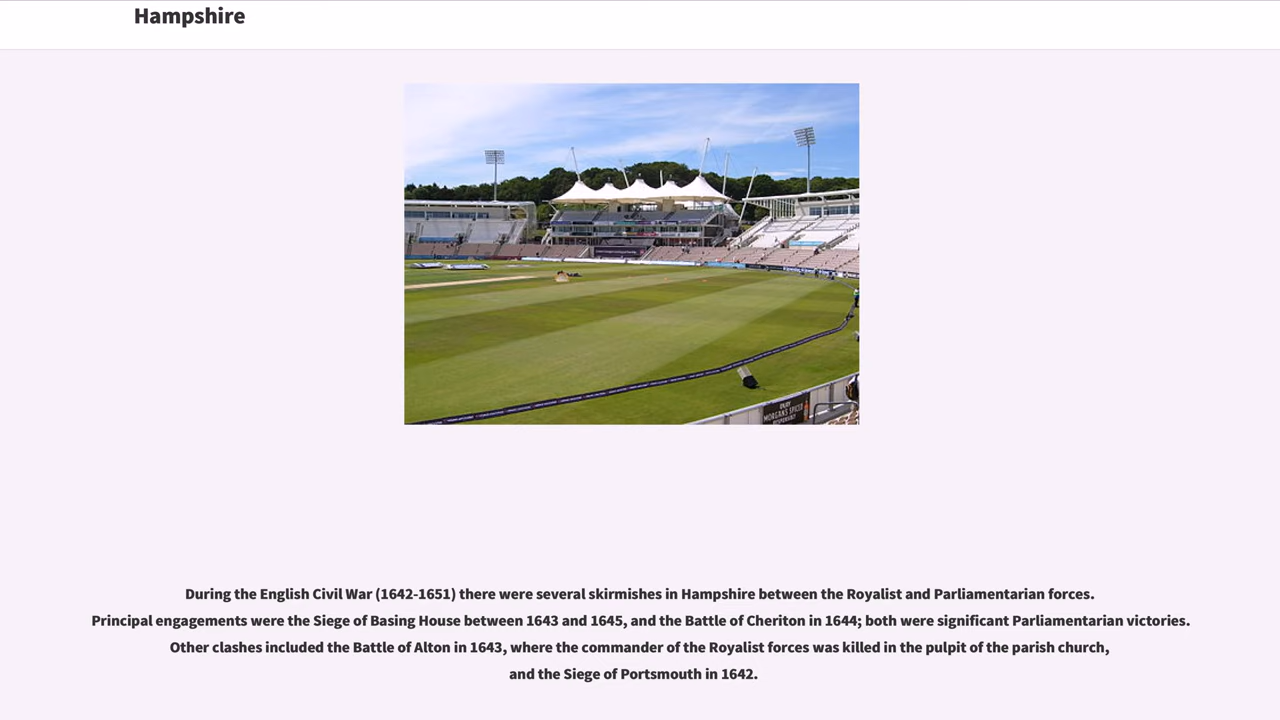 Hampshire
ENJOY
MORGANS SPICED
During the English Civil War (1642-1651) there were several skirmishes in Hampshire between the Royalist and Parliamentarian forces.
Principal engagements were the Siege of Basing House between 1643 and 1645, and the Battle of Cheriton in 1644; both were significant Parliamentarian victories.
Other clashes included the Battle of Alton in 1643, where the commander of the Royalist forces was killed in the pulpit of the parish church,
and the Siege of Portsmouth in 1642.